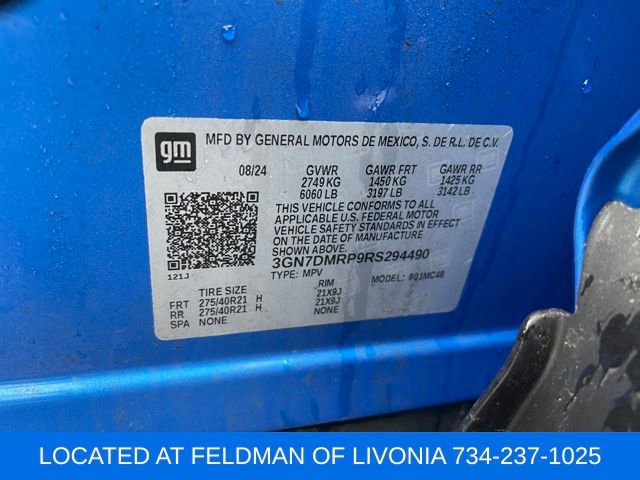 gm
MFD BY GENERAL MOTORS DE MEXICO, S. DE R.L. DE C.V.
08/24 GVWR GAWR FRT GAWR RR
2749 KG 1450 KG 1425 KG
6060 LB 3197 LB 3142 LB
THIS VEHICLE CONFORMS TO ALL
APPLICABLE U.S. FEDERAL MOTOR
VEHICLE SAFETY STANDARDS IN EFFECT
ON THE DATE OF MANUFACTURE
SHOWN ABOVE.
3GN7DMRP9RS294490
121J TYPE: MPV MODEL: 901MC48
TIRE SIZE RIM
FRT 275/40R21 H 21X9J
RR 275/40R21 H 21X9J
SPA NONE NONE
LOCATED AT FELDMAN OF LIVONIA 734-237-1025